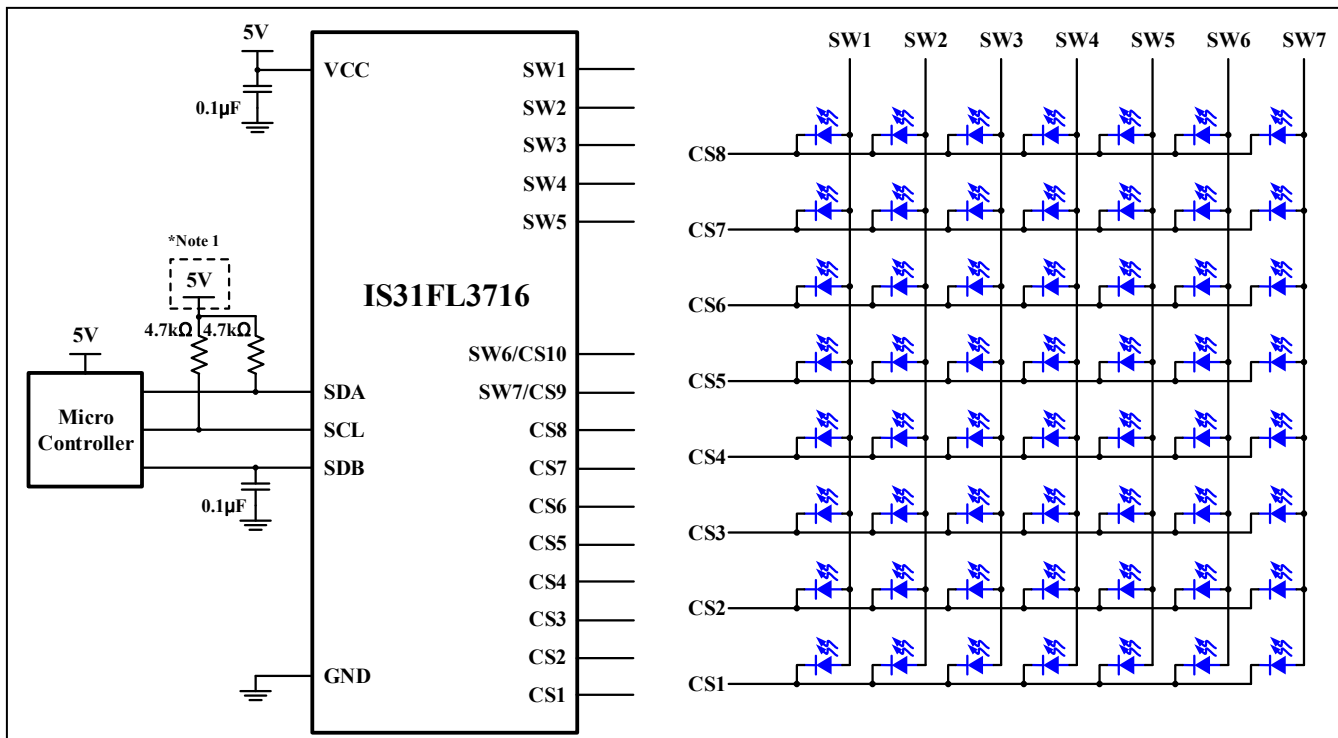 5V
VCC
0.1µF
*Note 1
5V
4.7kΩ 4.7kΩ
5V
Micro
Controller
SDA
SCL
SDB
0.1µF
GND
IS31FL3716
SW1
SW2
SW3
SW4
SW5
SW6/CS10
SW7/CS9
CS8
CS7
CS6
CS5
CS4
CS3
CS2
CS1
SW1 SW2 SW3 SW4 SW5 SW6 SW7
CS8
CS7
CS6
CS5
CS4
CS3
CS2
CS1